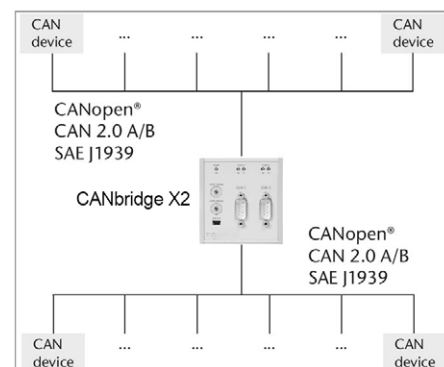 CAN
device
... ... ... ...
CAN
device
CANopen®
CAN 2.0 A/B
SAE J1939
CANbridge X2
CANopen®
CAN 2.0 A/B
SAE J1939
CAN
device
... ... ... ...
CAN
device